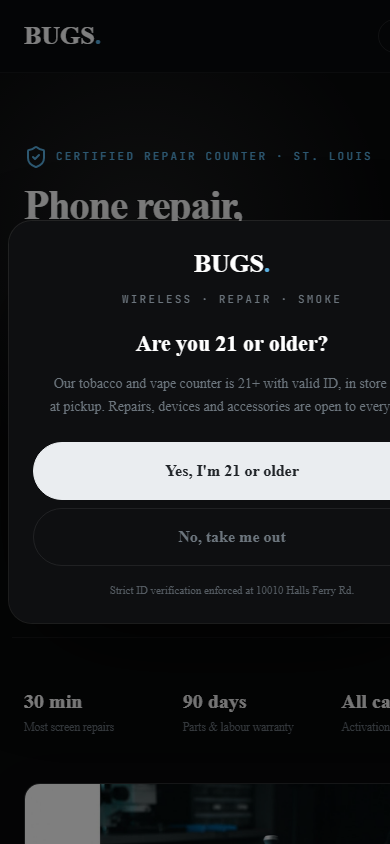 BUGS.
CERTIFIED REPAIR COUNTER · ST. LOUIS
Phone repair,
BUGS.
WIRELESS · REPAIR · SMOKE
Are you 21 or older?
Our tobacco and vape counter is 21+ with valid ID, in store
at pickup. Repairs, devices and accessories are open to every
Yes, I'm 21 or older
No, take me out
Strict ID verification enforced at 10010 Halls Ferry Rd.
30 min
90 days
All ca
Most screen repairs
Parts & labour warranty
Activation